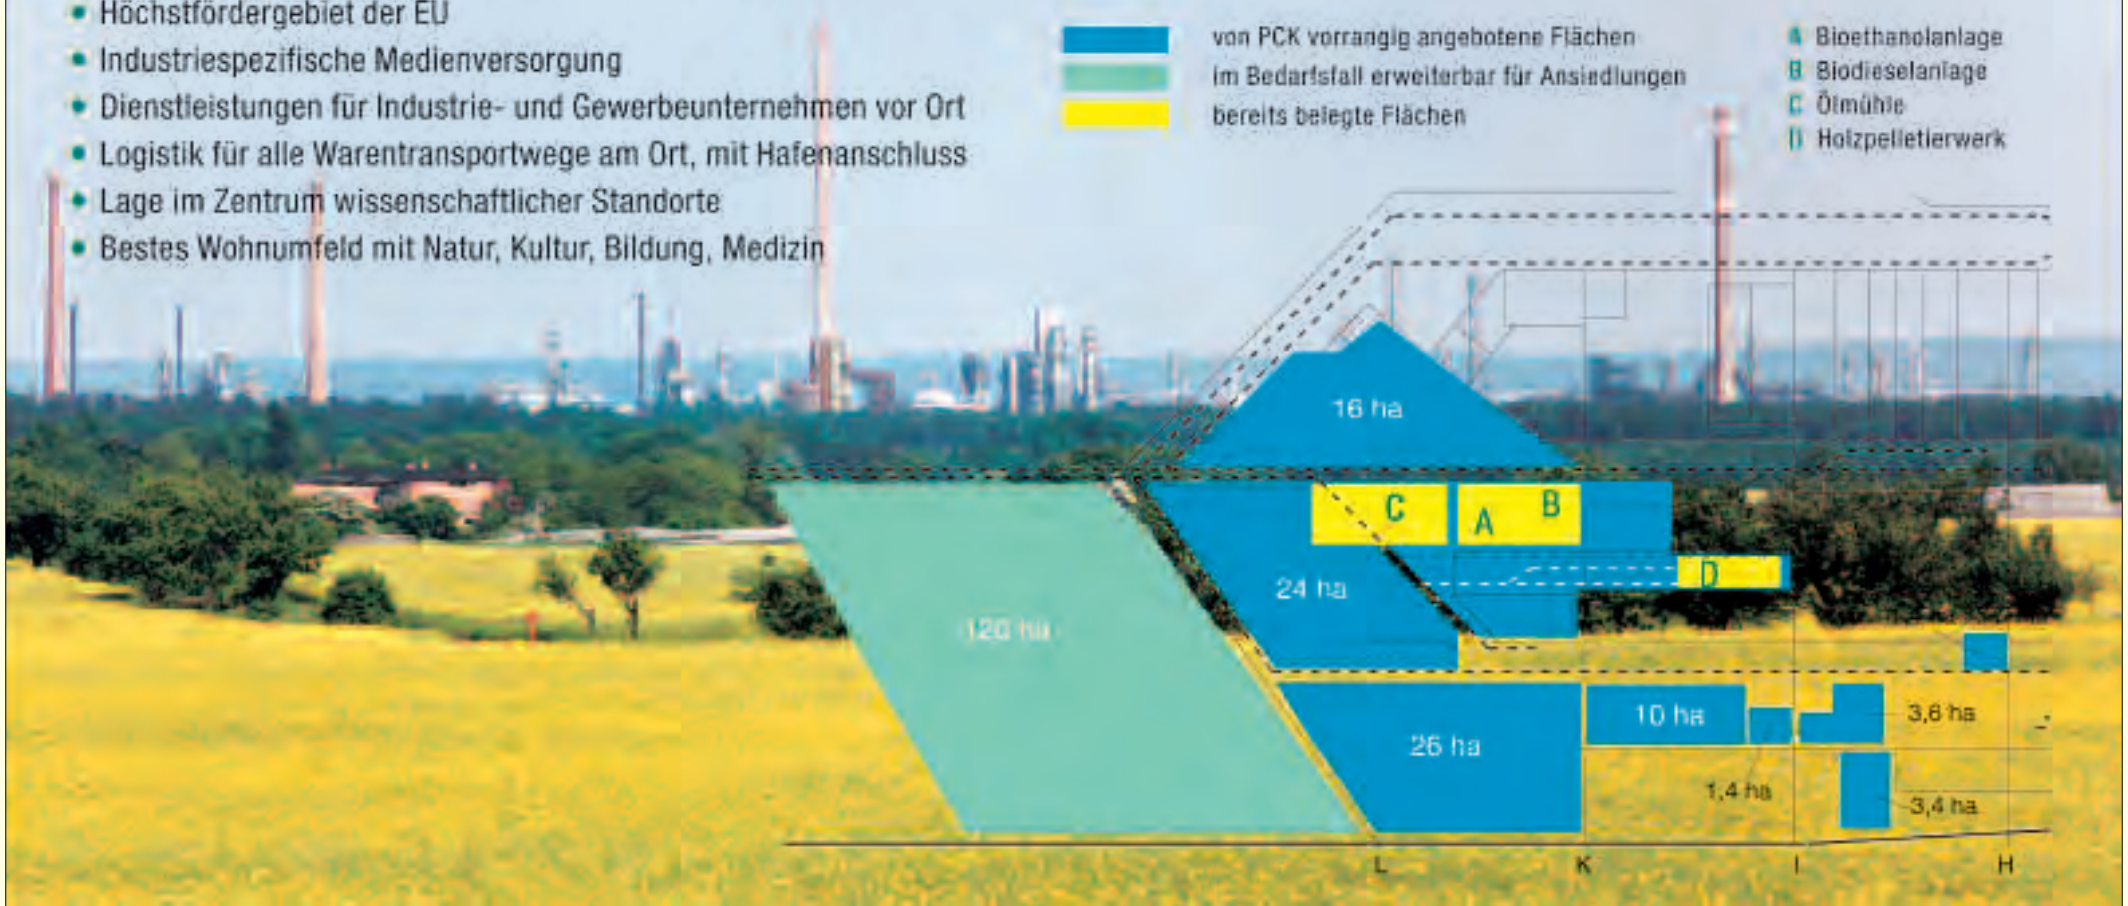 Höchstfördergebiet der EU
Industriespezifische Medienversorgung
Dienstleistungen für Industrie- und Gewerbeunternehmen vor Ort
Logistik für alle Warentransportwege am Ort, mit Hafenanschluss
Lage im Zentrum wissenschaftlicher Standorte
Bestes Wohnumfeld mit Natur, Kultur, Bildung, Medizin
von PCK vorrangig angebotene Flächen
im Bedarfsfall erweiterbar für Ansiedlungen
bereits belegte Flächen
A Bioethanolanlage
B Biodieselanlage
C Ölmühle
D Holzpelletierwerk
16 ha
C
A
B
D
24 ha
120 ha
26 ha
10 ha
3,6 ha
1,4 ha
3,4 ha
L
K
I
H